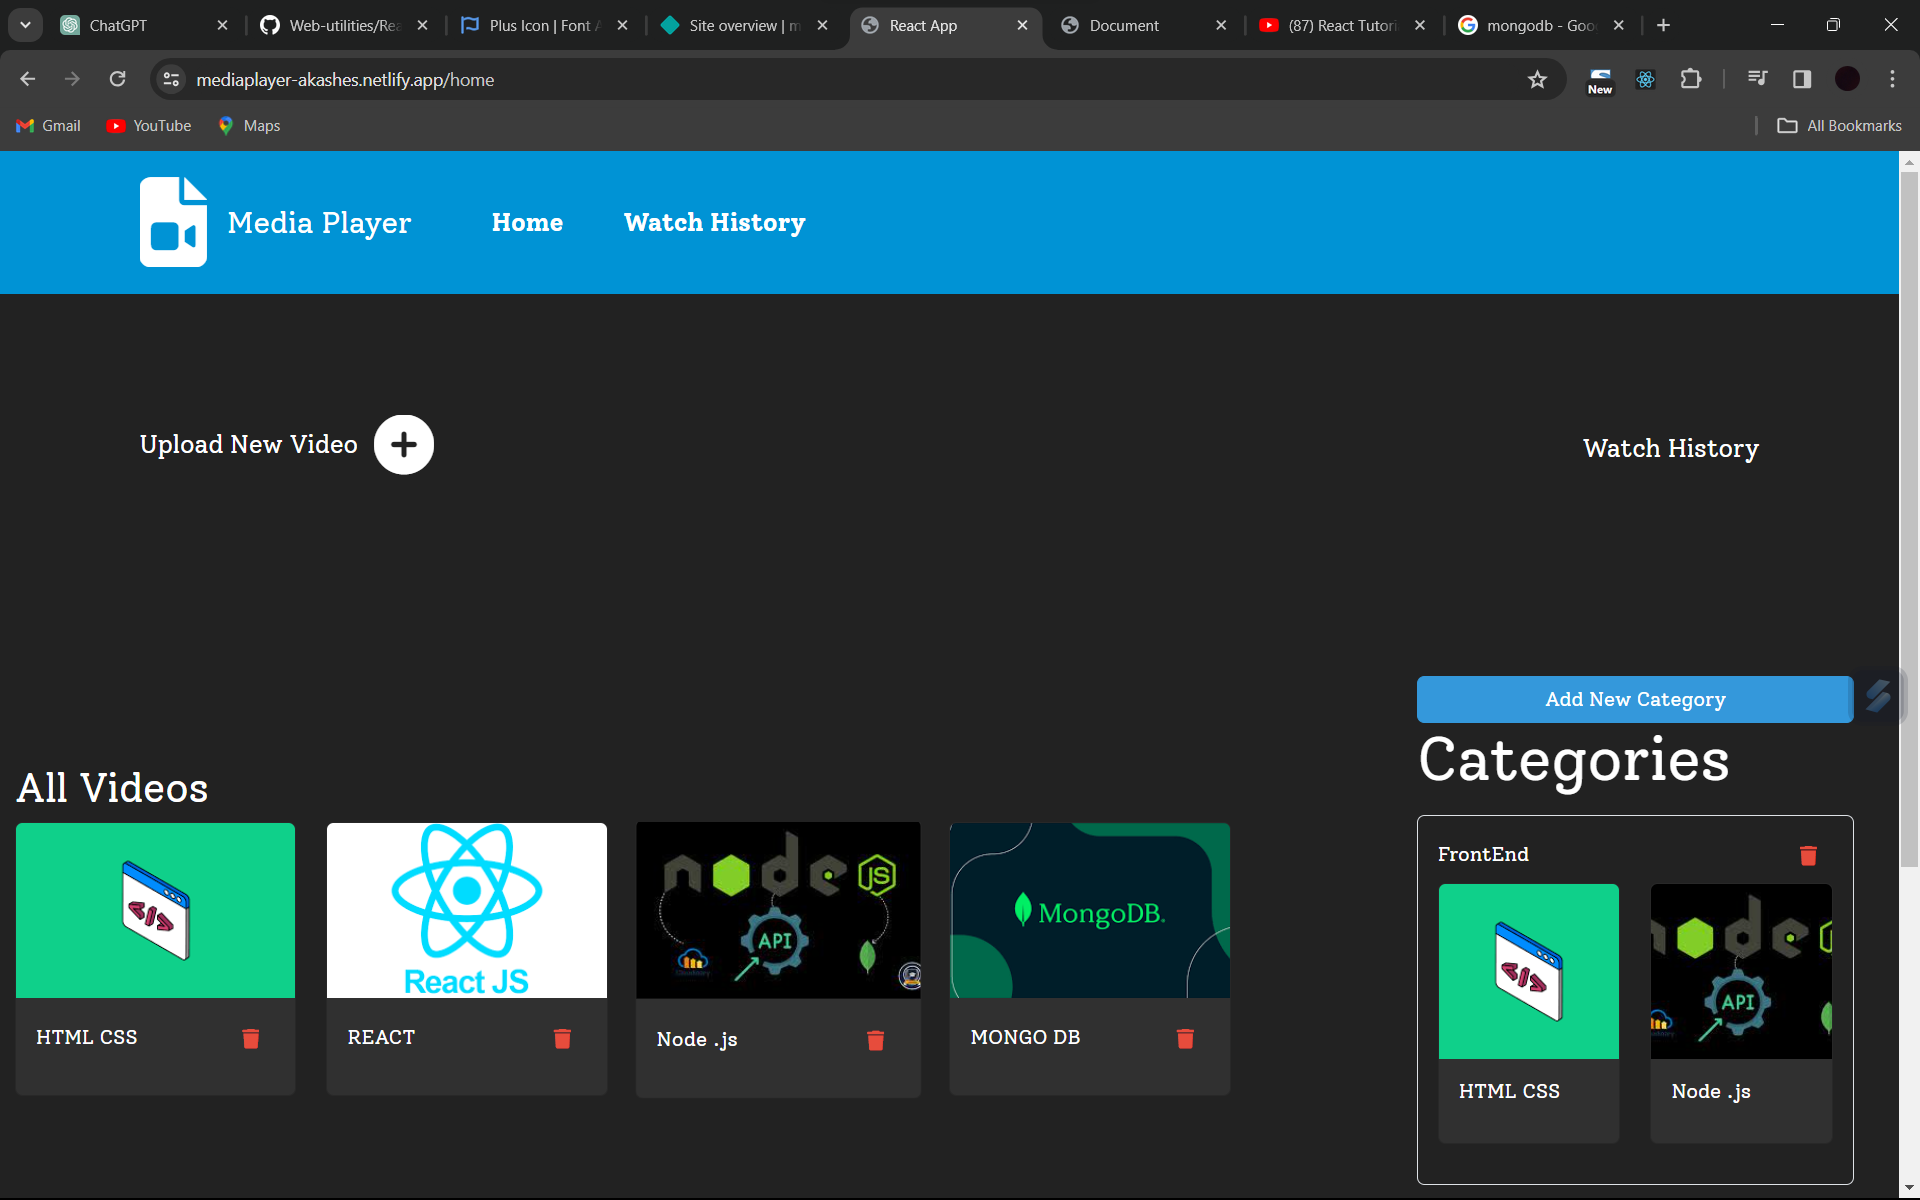 ChatGPT
Web-utilities/Rea
Plus Icon | Font A
Site overview | m
React App
Document
(87) React Tutori
mongodb - Goo
mediaplayer-akashes.netlify.app/home
New
Gmail
YouTube
Maps
All Bookmarks
Media Player
Home
Watch History
Upload New Video
Watch History
Add New Category
Categories
All Videos
React JS
node JS
API
MongoDB.
HTML CSS
REACT
Node .js
MONGO DB
FrontEnd
node
API
HTML CSS
Node .js